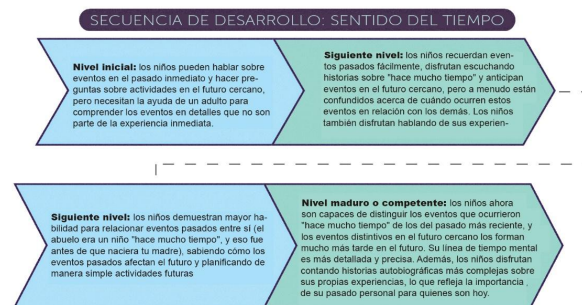 SECUENCIA DE DESARROLLO: SENTIDO DEL TIEMPO
Nivel inicial: los niños pueden hablar sobre
eventos en el pasado inmediato y hacer pre-
guntas sobre actividades en el futuro cercano,
pero necesitan la ayuda de un adulto para
comprender los eventos en detalles que no son
parte de la experiencia inmediata.
Siguiente nivel: los niños recuerdan even-
tos pasados fácilmente, disfrutan escuchando
historias sobre "hace mucho tiempo" y anticipan
eventos en el futuro cercano, pero a menudo están
confundidos acerca de cuándo ocurren estos
eventos en relación con los demás. Los niños
también disfrutan hablando de sus experien-
Siguiente nivel: los niños demuestran mayor ha-
bilidad para relacionar eventos pasados entre sí (el
abuelo era un niño "hace mucho tiempo", y eso fue
antes de que naciera tu madre), sabiendo cómo los
eventos pasados afectan el futuro y planificando de
manera simple actividades futuras
Nivel maduro o competente: los niños ahora
son capaces de distinguir los eventos que ocurrieron
"hace mucho tiempo" de los del pasado más reciente, y
los eventos distintivos en el futuro cercano los forman
mucho más tarde en el futuro. Su línea de tiempo mental
es más detallada y precisa. Además, los niños disfrutan
contando historias autobiográficas más complejas sobre
sus propias experiencias, lo que refleja la importancia
de su pasado personal para quienes son hoy.